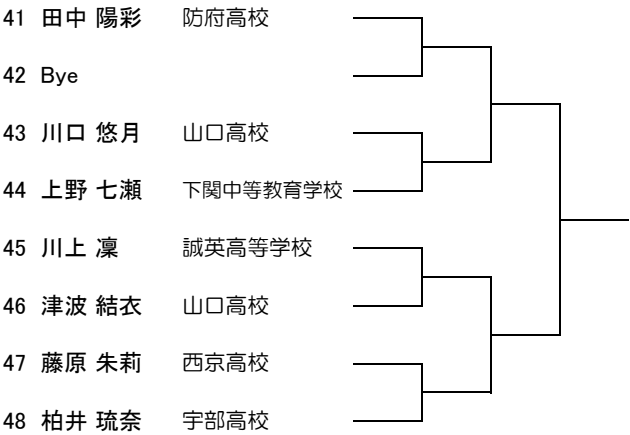 41 田中 陽彩 防府高校
42 Bye
43 川口 悠月 山口高校
44 上野 七瀬 下関中等教育学校
45 川上 凜 誠英高等学校
46 津波 結衣 山口高校
47 藤原 朱莉 西京高校
48 柏井 琉奈 宇部高校